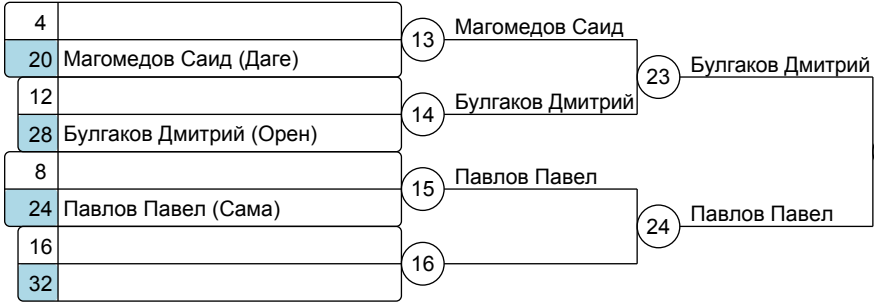 4
13 Магомедов Саид
20 Магомедов Саид (Даге)
23 Булгаков Дмитрий
12
14 Булгаков Дмитрий
28 Булгаков Дмитрий (Орен)
8
15 Павлов Павел
24 Павлов Павел (Сама)
24 Павлов Павел
16
16
32